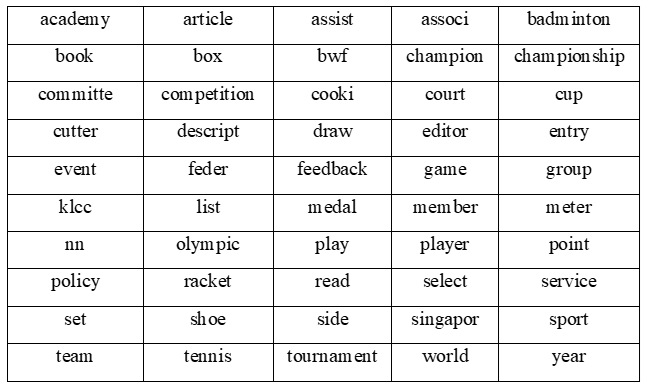 academy article assist associ badminton
book box bwf champion championship
committe competition cooki court cup
cutter descript draw editor entry
event feder feedback game group
klcc list medal member meter
nn olympic play player point
policy racket read select service
set shoe side singapor sport
team tennis tournament world year